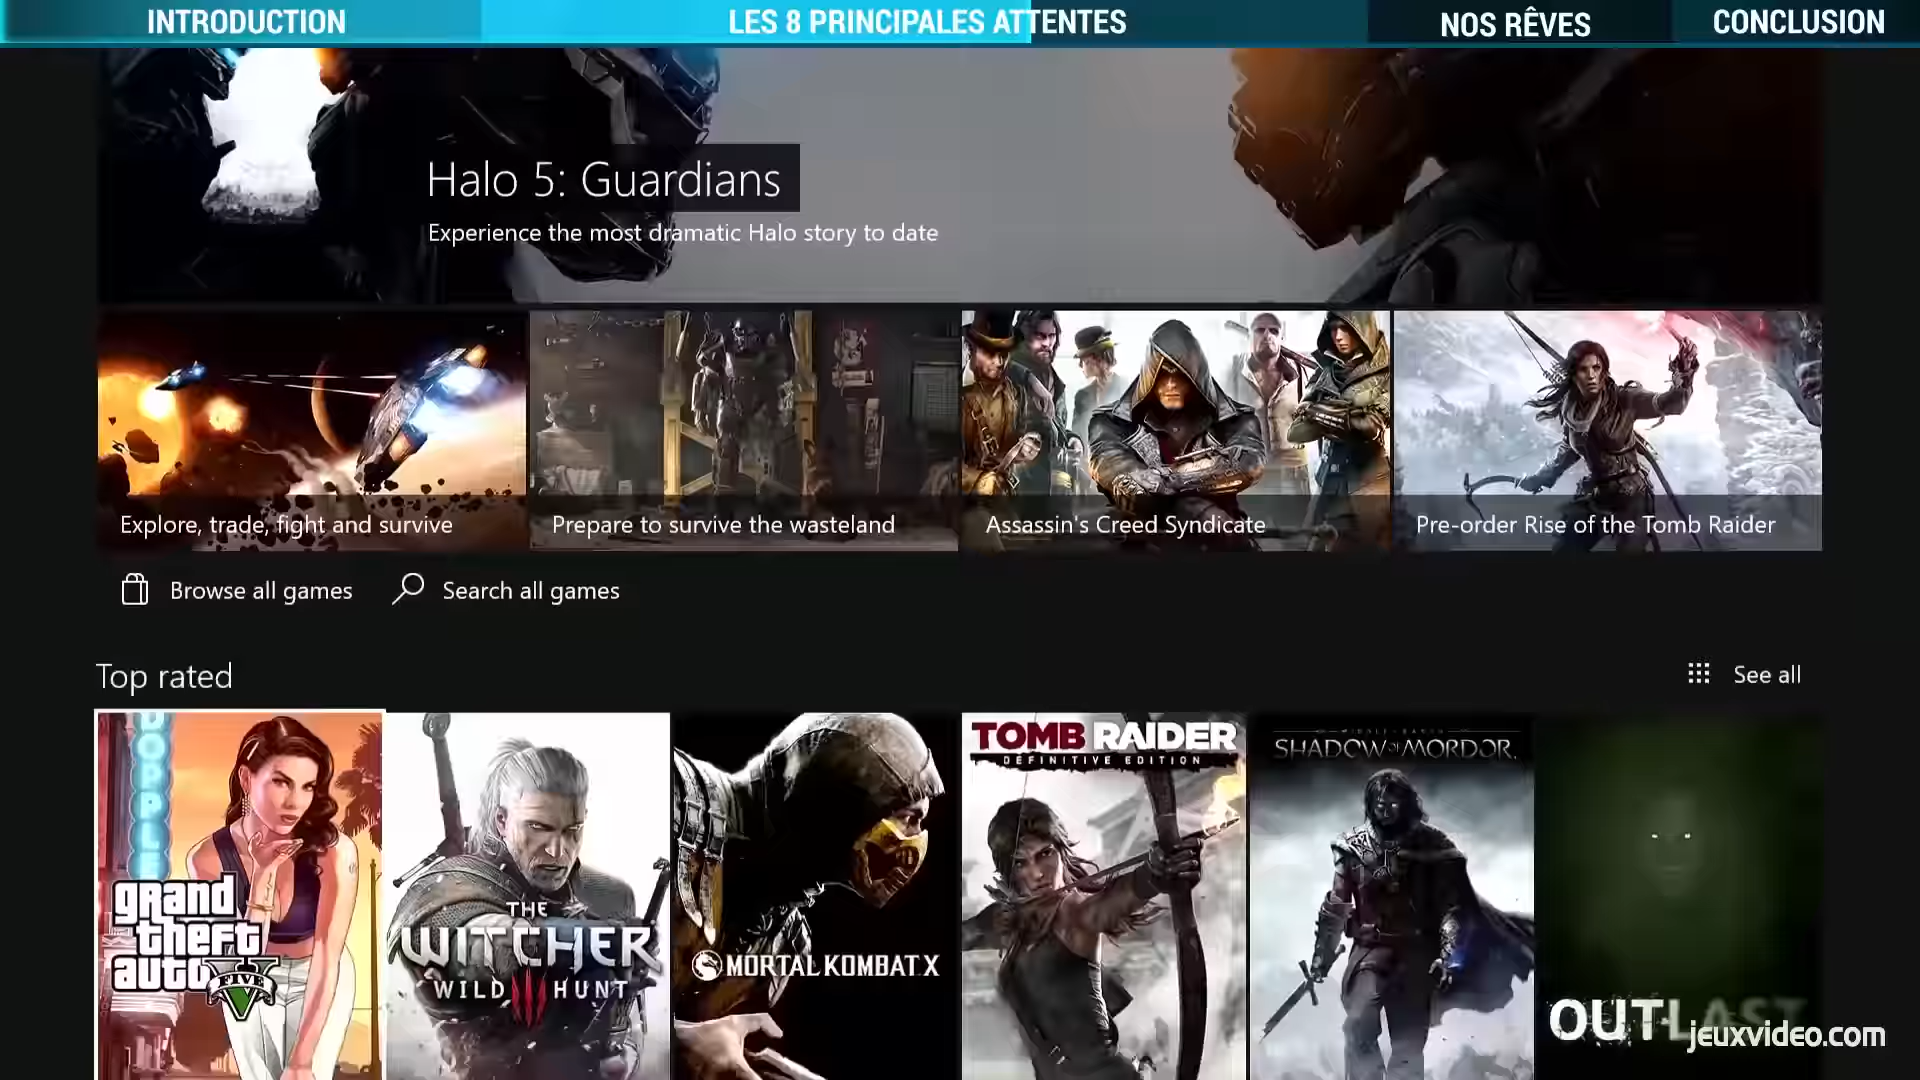 INTRODUCTION
LES 8 PRINCIPALES ATTENTES
NOS RÊVES
CONCLUSION
Halo 5: Guardians
Experience the most dramatic Halo story to date
Explore, trade, fight and survive
Prepare to survive the wasteland
Assassin's Creed Syndicate
Pre-order Rise of the Tomb Raider
Browse all games
Search all games
Top rated
See all
grand
theft
auto V
FIVE
THE
WITCHER
WILD III HUNT
MORTAL KOMBAT X
TOMB RAIDER
DEFINITIVE EDITION
SHADOW OF MORDOR
OUTLAST
jeuxvideo.com